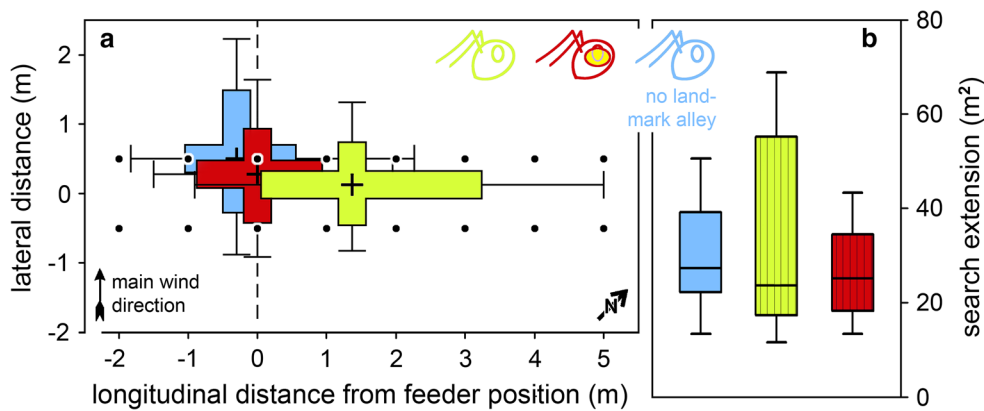 a
b
no land-
mark alley
lateral distance (m)
2
1
0
-1
-2
main wind
direction
N
-2 -1 0 1 2 3 4 5
longitudinal distance from feeder position (m)
80
60
40
20
0
search extension (m²)